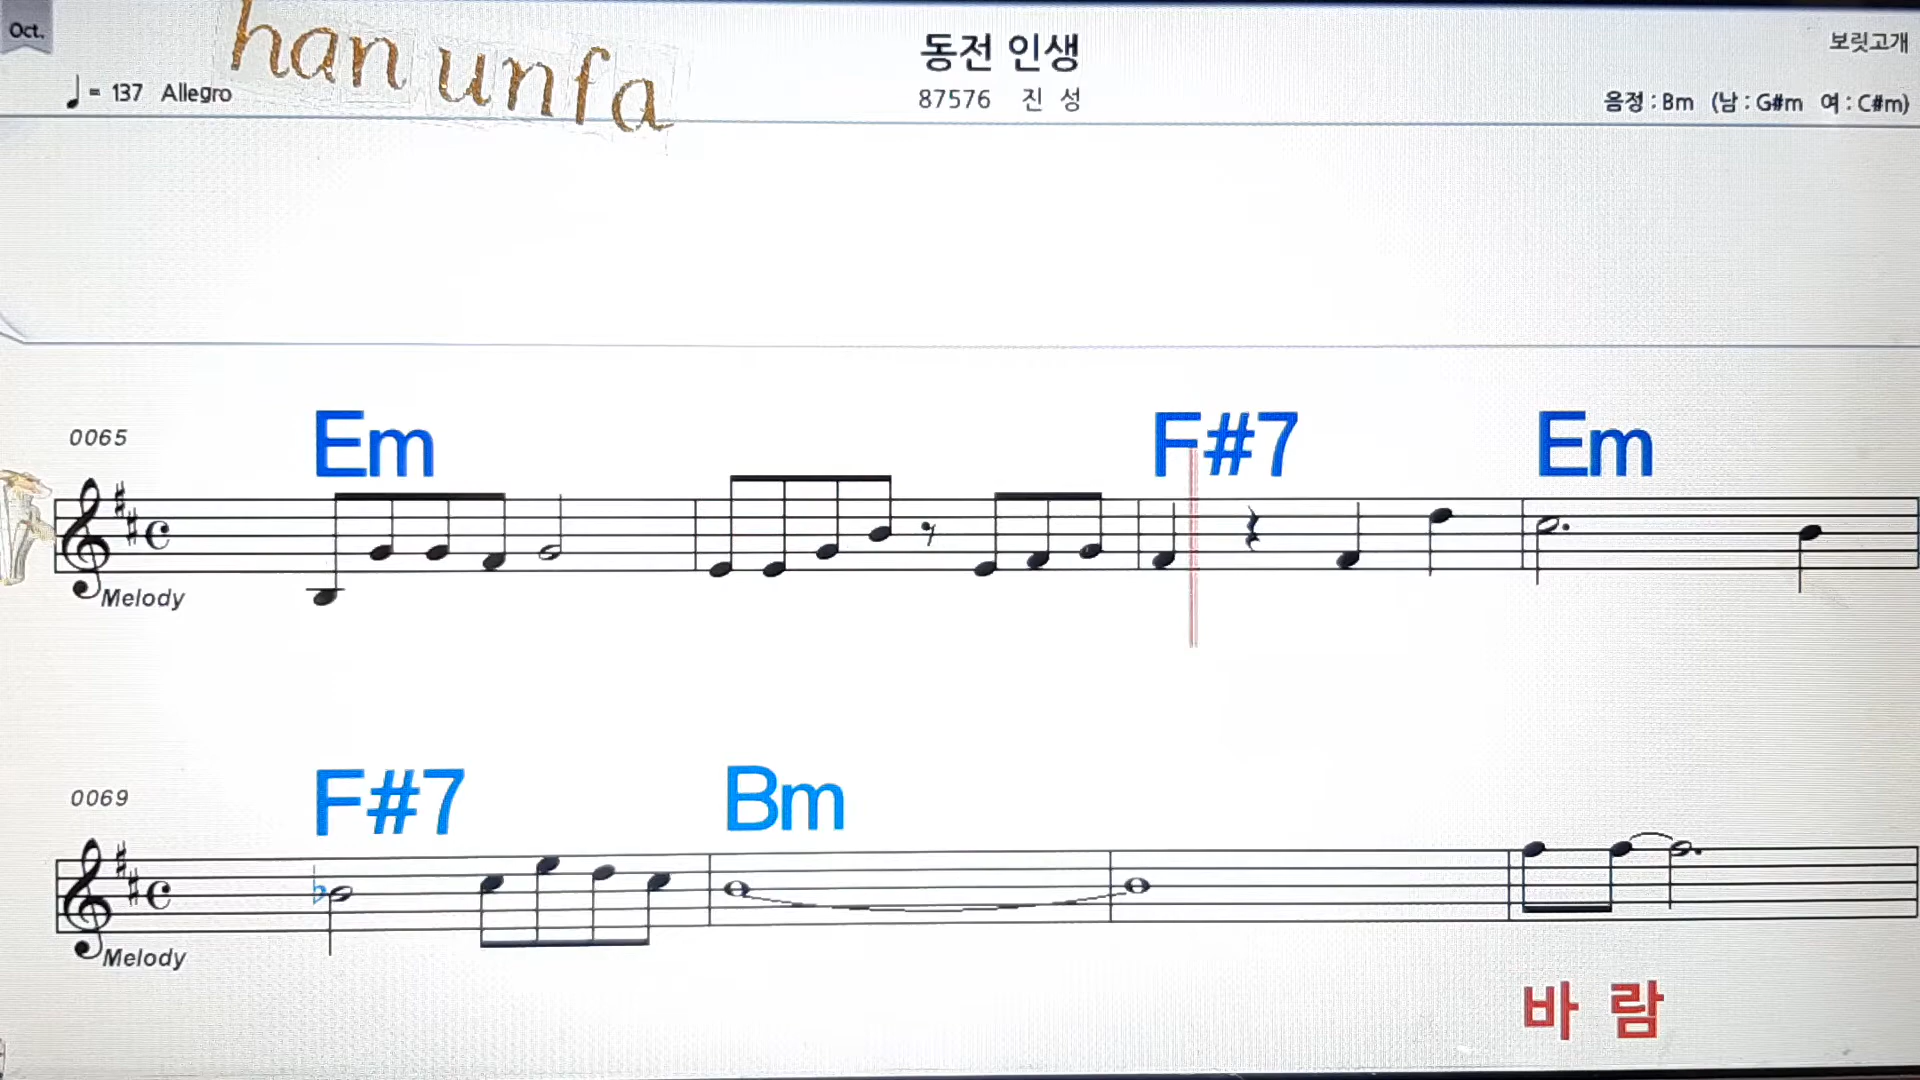 Oct.
han unfa
동전 인생
보릿고개
♩ = 137 Allegro
87576 진 성
음정 : Bm (남 : G#m 여 : C#m)
0065
Em F#7 Em
Melody
0069
F#7 Bm
Melody
바 람